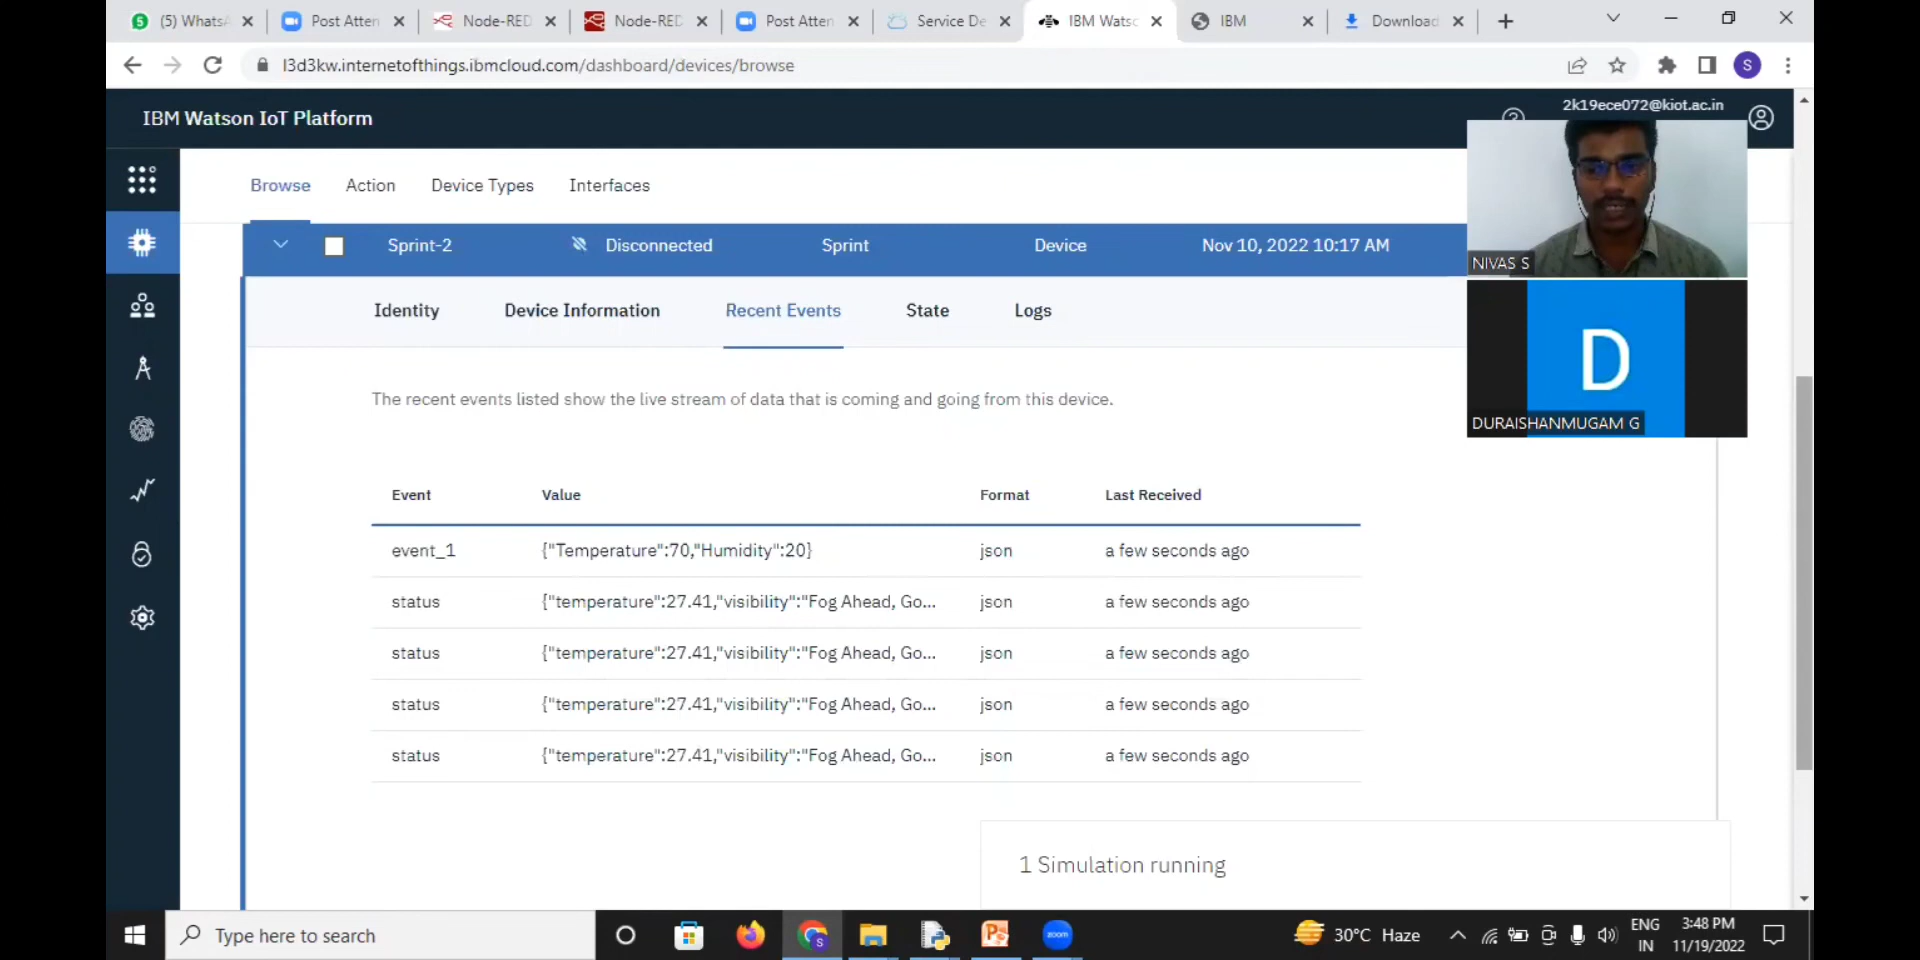 (5) WhatsA
Post Atten
Node-RED
Node-RED
Post Atten
Service De
IBM Watso
IBM
Download
l3d3kw.internetofthings.ibmcloud.com/dashboard/devices/browse
S
IBM Watson IoT Platform
2k19ece072@kiot.ac.in
Browse Action Device Types Interfaces
Sprint-2 Disconnected Sprint Device Nov 10, 2022 10:17 AM
NIVAS S
Identity Device Information Recent Events State Logs
D
DURAISHANMUGAM G
The recent events listed show the live stream of data that is coming and going from this device.
Event Value Format Last Received
event_1 {"Temperature":70,"Humidity":20} json a few seconds ago
status {"temperature":27.41,"visibility":"Fog Ahead, Go... json a few seconds ago
status {"temperature":27.41,"visibility":"Fog Ahead, Go... json a few seconds ago
status {"temperature":27.41,"visibility":"Fog Ahead, Go... json a few seconds ago
status {"temperature":27.41,"visibility":"Fog Ahead, Go... json a few seconds ago
1 Simulation running
Type here to search
zoom
30°C Haze
ENG
IN
3:48 PM
11/19/2022